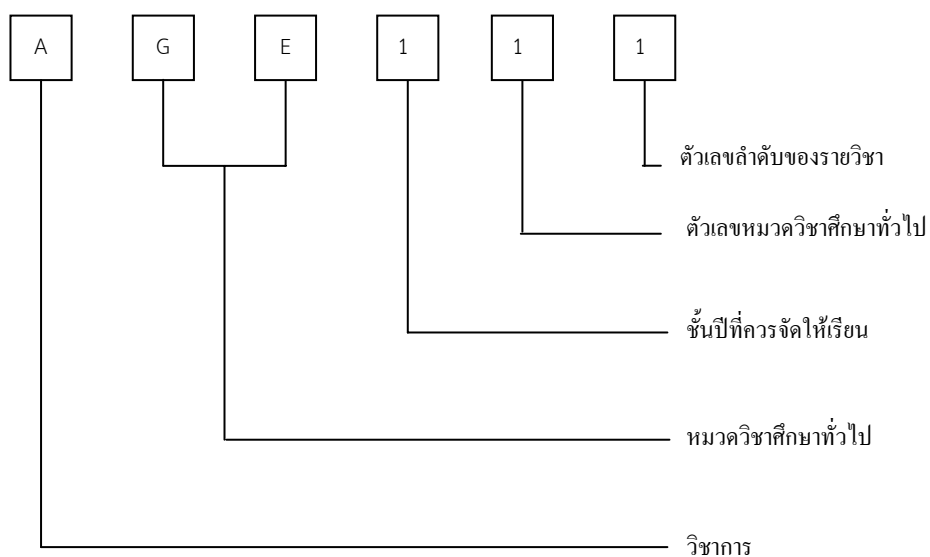 A G E 1 1 1
ตัวเลขลำดับของรายวิชา
ตัวเลขหมวดวิชาศึกษาทั่วไป
ชั้นปีที่ควรจัดให้เรียน
หมวดวิชาศึกษาทั่วไป
วิชาการ